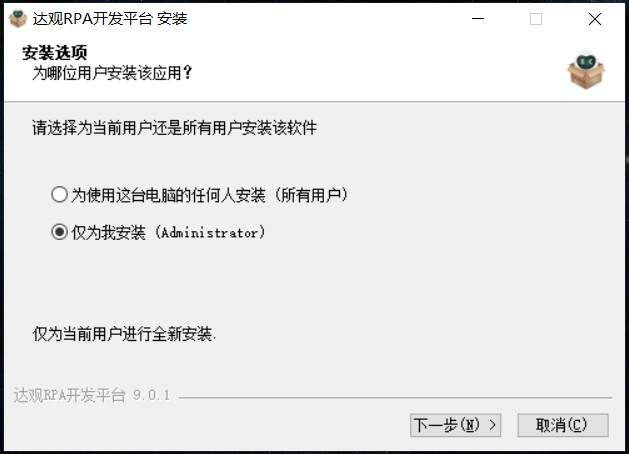 达观RPA开发平台 安装
安装选项
为哪位用户安装该应用？
请选择为当前用户还是所有用户安装该软件
为使用这台电脑的任何人安装（所有用户）
仅为我安装（Administrator）
仅为当前用户进行全新安装.
达观RPA开发平台 9.0.1
下一步(N) >
取消(C)